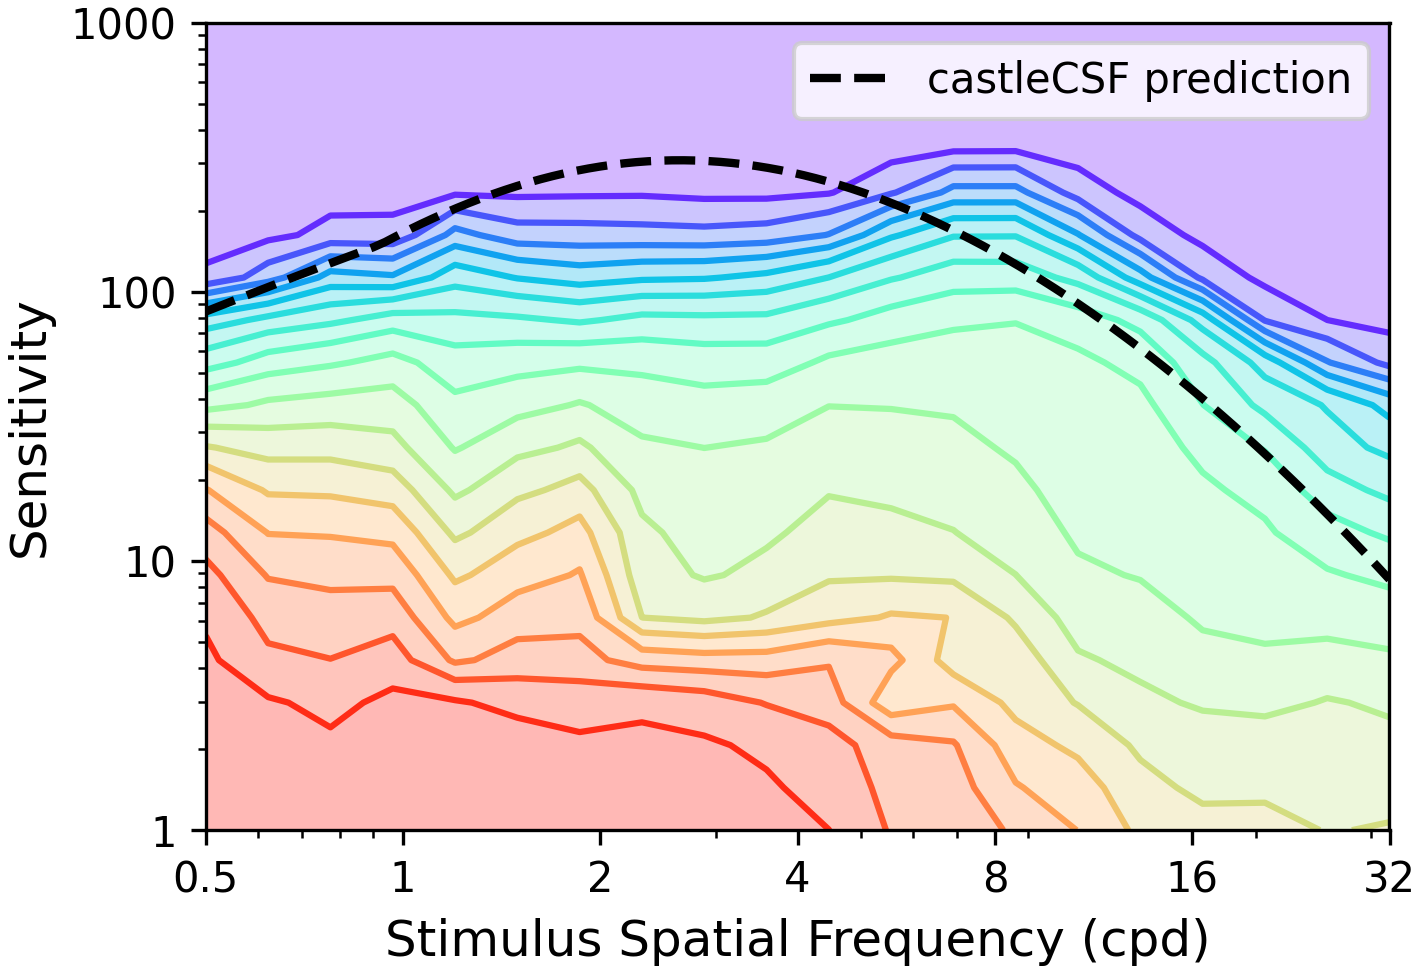 1000
100
10
1
Sensitivity
castleCSF prediction
0.5 1 2 4 8 16 32
Stimulus Spatial Frequency (cpd)